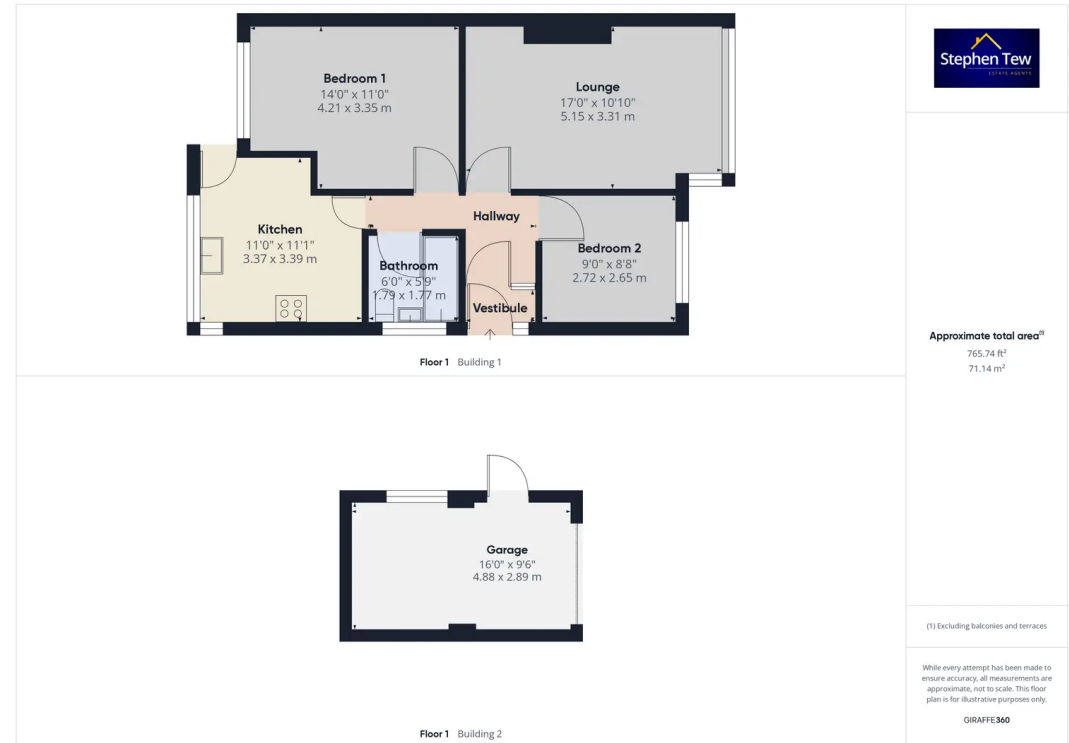 Bedroom 1
14'0" x 11'0"
4.21 x 3.35 m
Lounge
17'0" x 10'10"
5.15 x 3.31 m
Kitchen
11'0" x 11'1"
3.37 x 3.39 m
Hallway
Bathroom
6'0" x 5'9"
1.79 x 1.77 m
Vestibule
Bedroom 2
9'0" x 8'8"
2.72 x 2.65 m
Floor 1 Building 1
Garage
16'0" x 9'6"
4.88 x 2.89 m
Floor 1 Building 2
Stephen Tew
ESTATE AGENTS
Approximate total area(1)
765.74 ft²
71.14 m²
(1) Excluding balconies and terraces
While every attempt has been made to
ensure accuracy, all measurements are
approximate, not to scale. This floor
plan is for illustrative purposes only.
GIRAFFE360